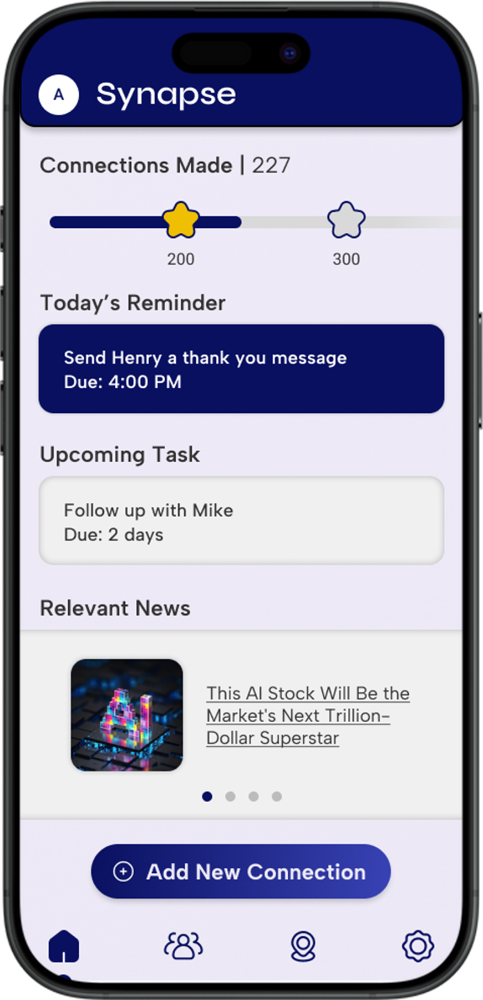 A
Synapse
Connections Made | 227
200
300
Today’s Reminder
Send Henry a thank you message
Due: 4:00 PM
Upcoming Task
Follow up with Mike
Due: 2 days
Relevant News
AI
This AI Stock Will Be the
Market's Next Trillion-
Dollar Superstar
Add New Connection